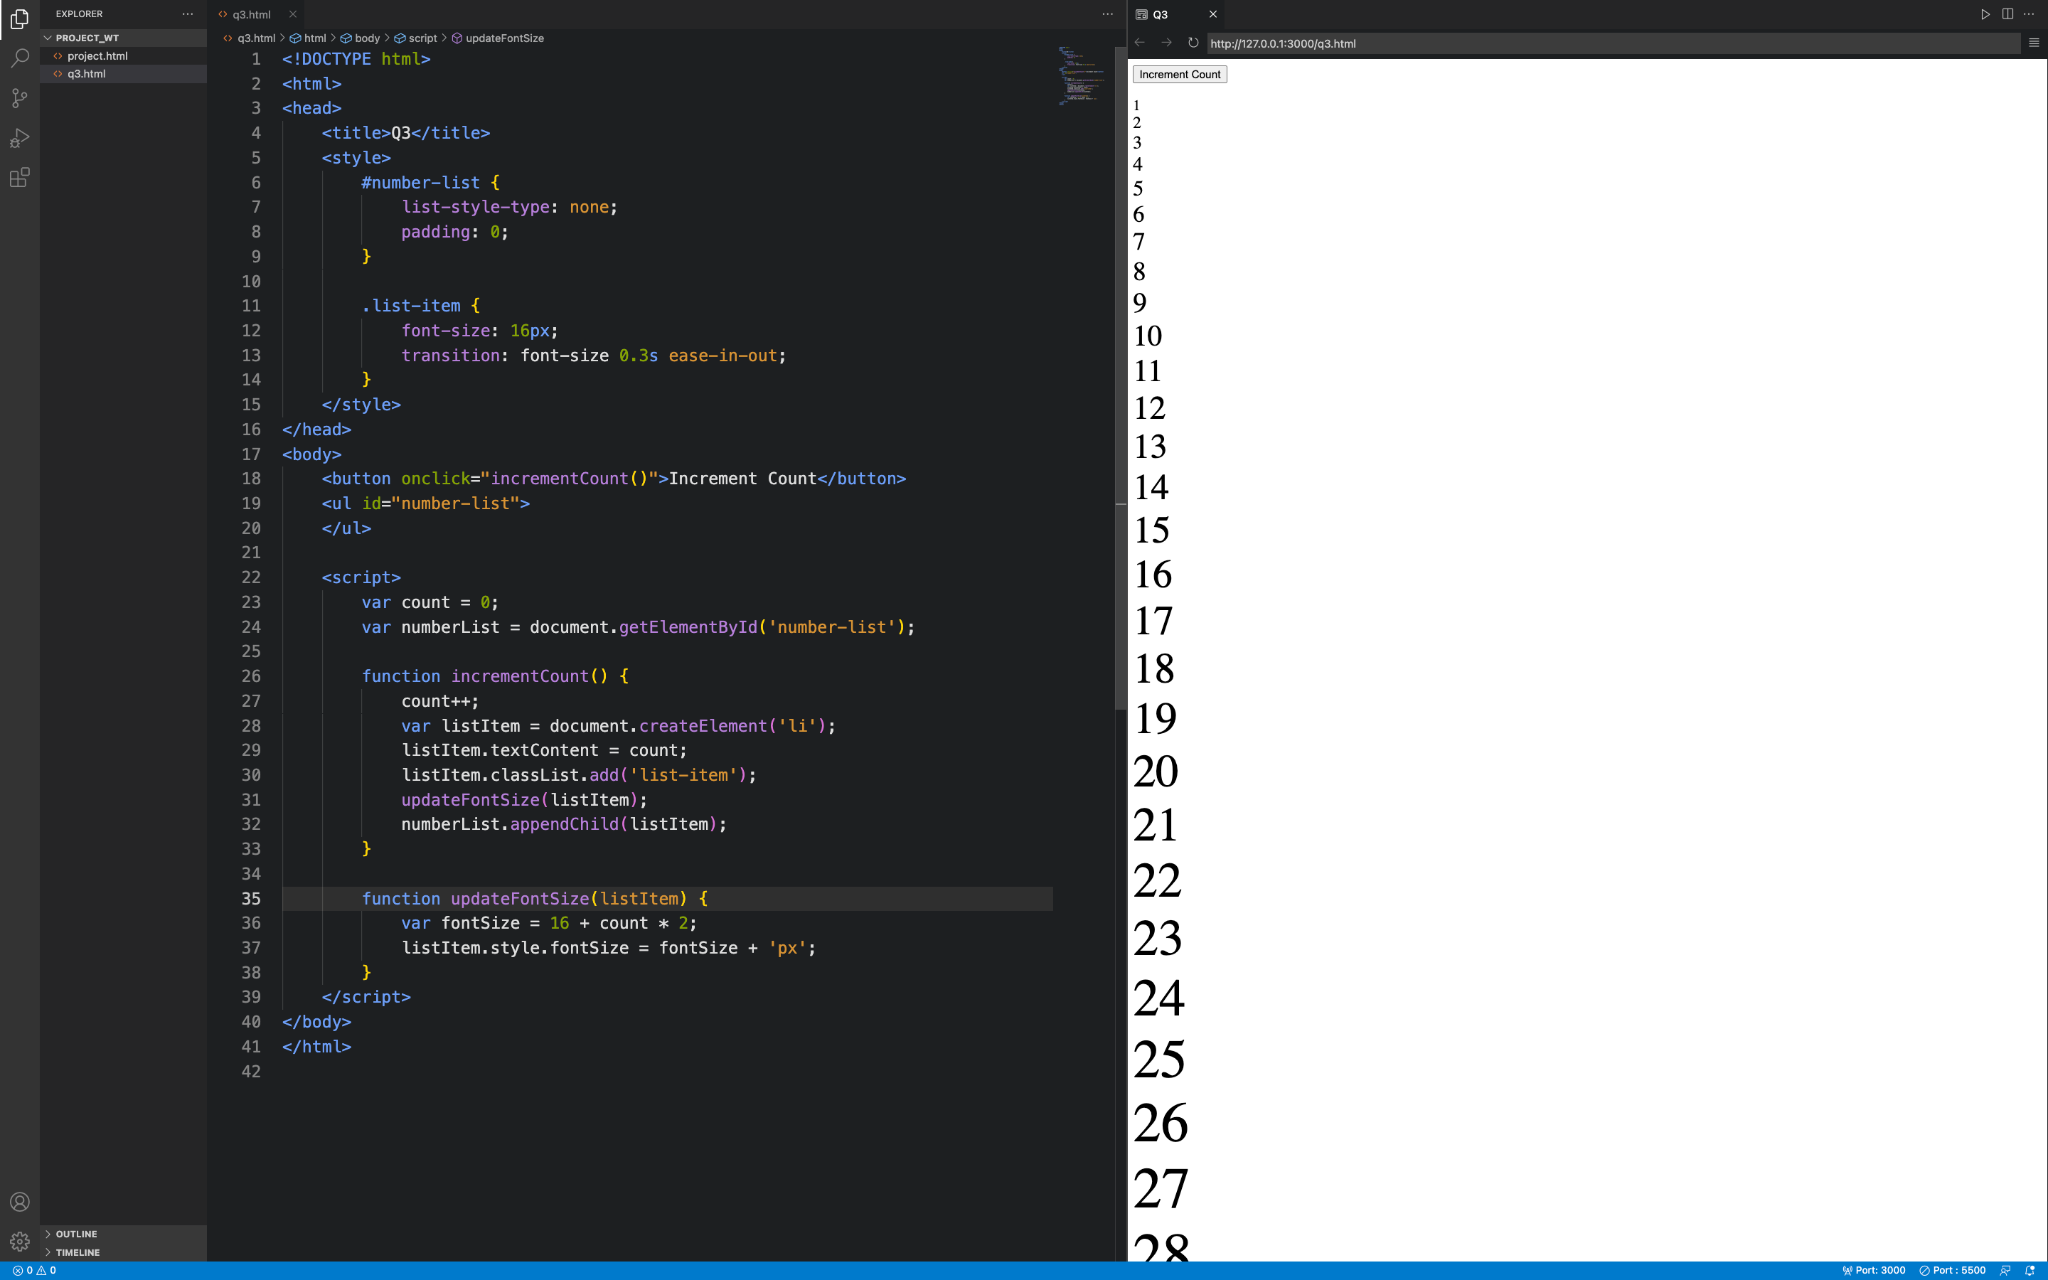 EXPLORER
PROJECT_WT
project.html
q3.html
OUTLINE
TIMELINE
q3.html
q3.html > html > body > script > updateFontSize
1 <!DOCTYPE html>
2 <html>
3 <head>
4     <title>Q3</title>
5     <style>
6         #number-list {
7             list-style-type: none;
8             padding: 0;
9         }
10
11         .list-item {
12             font-size: 16px;
13             transition: font-size 0.3s ease-in-out;
14         }
15     </style>
16 </head>
17 <body>
18     <button onclick="incrementCount()">Increment Count</button>
19     <ul id="number-list">
20     </ul>
21
22     <script>
23         var count = 0;
24         var numberList = document.getElementById('number-list');
25
26         function incrementCount() {
27             count++;
28             var listItem = document.createElement('li');
29             listItem.textContent = count;
30             listItem.classList.add('list-item');
31             updateFontSize(listItem);
32             numberList.appendChild(listItem);
33         }
34
35         function updateFontSize(listItem) {
36             var fontSize = 16 + count * 2;
37             listItem.style.fontSize = fontSize + 'px';
38         }
39     </script>
40 </body>
41 </html>
42
Q3
http://127.0.0.1:3000/q3.html
Increment Count
1
2
3
4
5
6
7
8
9
10
11
12
13
14
15
16
17
18
19
20
21
22
23
24
25
26
27
28
0 0
Port: 3000 Port : 5500